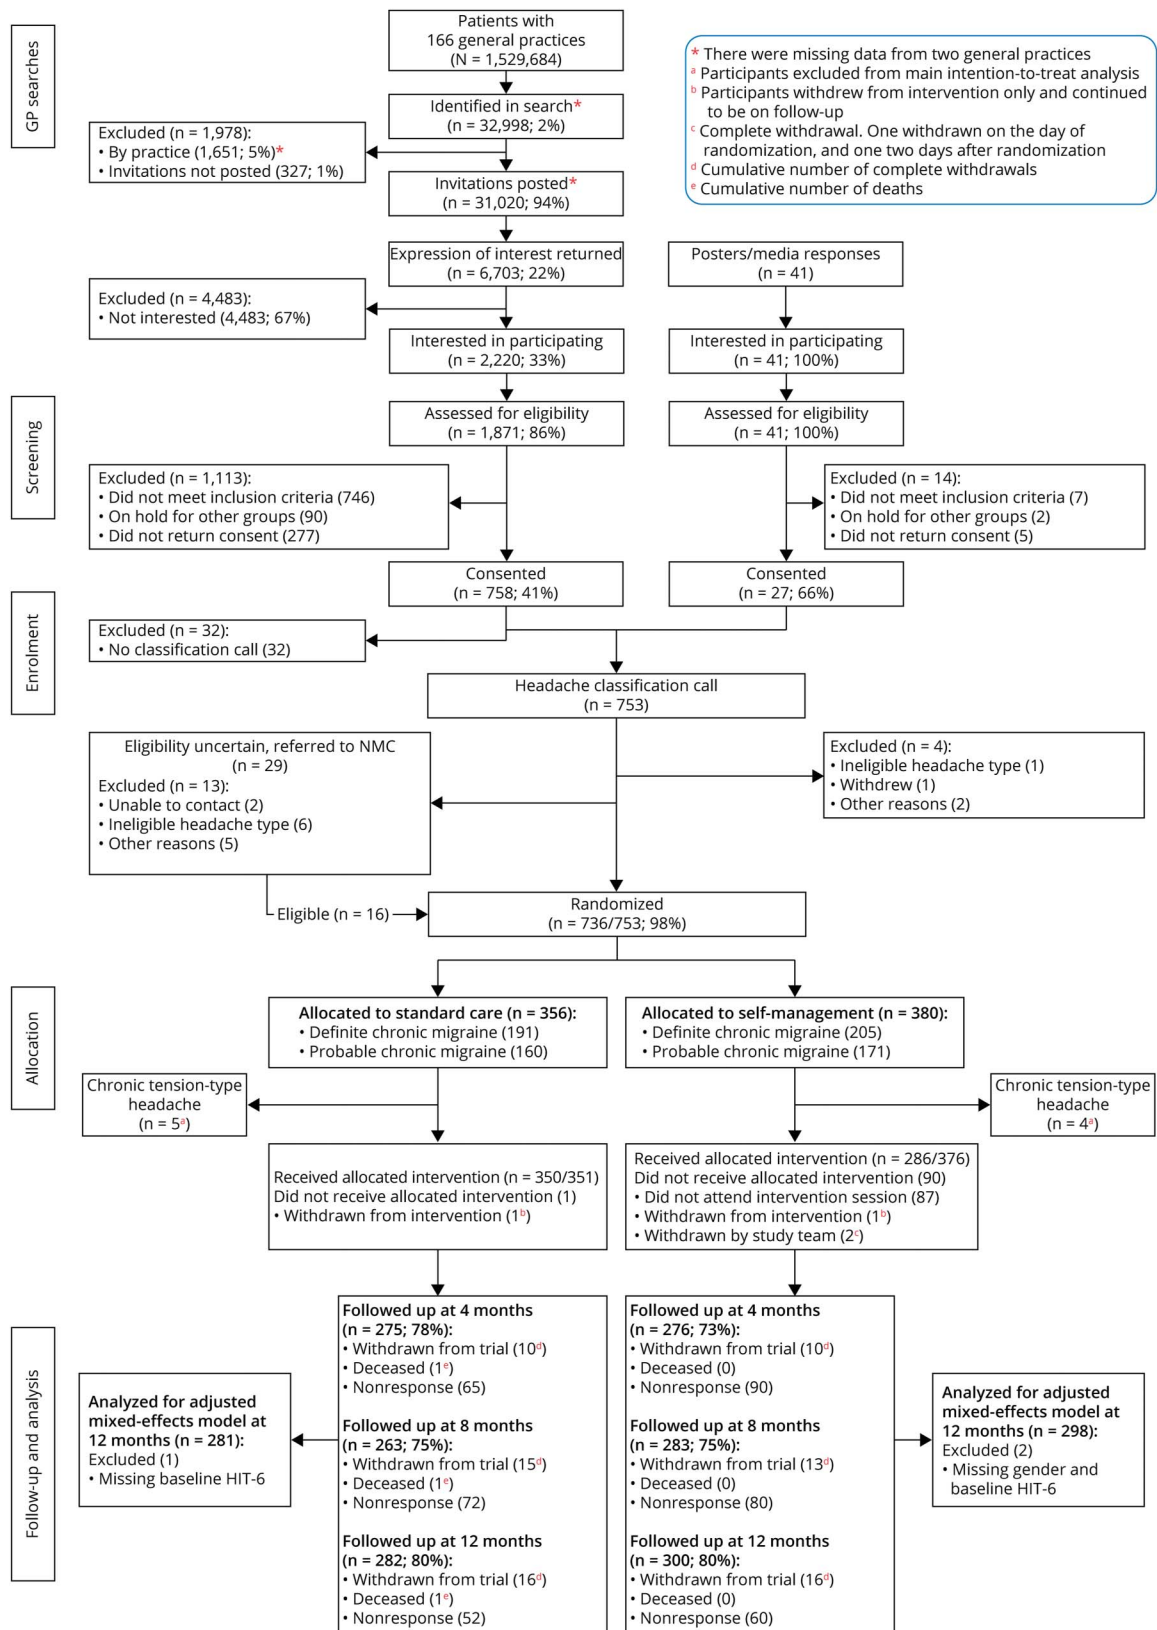 GP searches
Patients with
166 general practices
(N = 1,529,684)
* There were missing data from two general practices
a Participants excluded from main intention-to-treat analysis
b Participants withdrew from intervention only and continued
to be on follow-up
c Complete withdrawal. One withdrawn on the day of
randomization, and one two days after randomization
d Cumulative number of complete withdrawals
e Cumulative number of deaths
Identified in search*
(n = 32,998; 2%)
Excluded (n = 1,978):
• By practice (1,651; 5%)*
• Invitations not posted (327; 1%)
Invitations posted*
(n = 31,020; 94%)
Expression of interest returned
(n = 6,703; 22%)
Posters/media responses
(n = 41)
Excluded (n = 4,483):
• Not interested (4,483; 67%)
Interested in participating
(n = 2,220; 33%)
Interested in participating
(n = 41; 100%)
Screening
Assessed for eligibility
(n = 1,871; 86%)
Assessed for eligibility
(n = 41; 100%)
Excluded (n = 1,113):
• Did not meet inclusion criteria (746)
• On hold for other groups (90)
• Did not return consent (277)
Excluded (n = 14):
• Did not meet inclusion criteria (7)
• On hold for other groups (2)
• Did not return consent (5)
Consented
(n = 758; 41%)
Consented
(n = 27; 66%)
Enrolment
Excluded (n = 32):
• No classification call (32)
Headache classification call
(n = 753)
Eligibility uncertain, referred to NMC
(n = 29)
Excluded (n = 13):
• Unable to contact (2)
• Ineligible headache type (6)
• Other reasons (5)
Excluded (n = 4):
• Ineligible headache type (1)
• Withdrew (1)
• Other reasons (2)
Eligible (n = 16)
Randomized
(n = 736/753; 98%)
Allocation
Allocated to standard care (n = 356):
• Definite chronic migraine (191)
• Probable chronic migraine (160)
Allocated to self-management (n = 380):
• Definite chronic migraine (205)
• Probable chronic migraine (171)
Chronic tension-type
headache
(n = 5a)
Chronic tension-type
headache
(n = 4a)
Received allocated intervention (n = 350/351)
Did not receive allocated intervention (1)
• Withdrawn from intervention (1b)
Received allocated intervention (n = 286/376)
Did not receive allocated intervention (90)
• Did not attend intervention session (87)
• Withdrawn from intervention (1b)
• Withdrawn by study team (2c)
Follow-up and analysis
Analyzed for adjusted
mixed-effects model at
12 months (n = 281):
Excluded (1)
• Missing baseline HIT-6
Followed up at 4 months
(n = 275; 78%):
• Withdrawn from trial (10d)
• Deceased (1e)
• Nonresponse (65)
Followed up at 8 months
(n = 263; 75%):
• Withdrawn from trial (15d)
• Deceased (1e)
• Nonresponse (72)
Followed up at 12 months
(n = 282; 80%):
• Withdrawn from trial (16d)
• Deceased (1e)
• Nonresponse (52)
Followed up at 4 months
(n = 276; 73%):
• Withdrawn from trial (10d)
• Deceased (0)
• Nonresponse (90)
Followed up at 8 months
(n = 283; 75%):
• Withdrawn from trial (13d)
• Deceased (0)
• Nonresponse (80)
Followed up at 12 months
(n = 300; 80%):
• Withdrawn from trial (16d)
• Deceased (0)
• Nonresponse (60)
Analyzed for adjusted
mixed-effects model at
12 months (n = 298):
Excluded (2)
• Missing gender and
baseline HIT-6